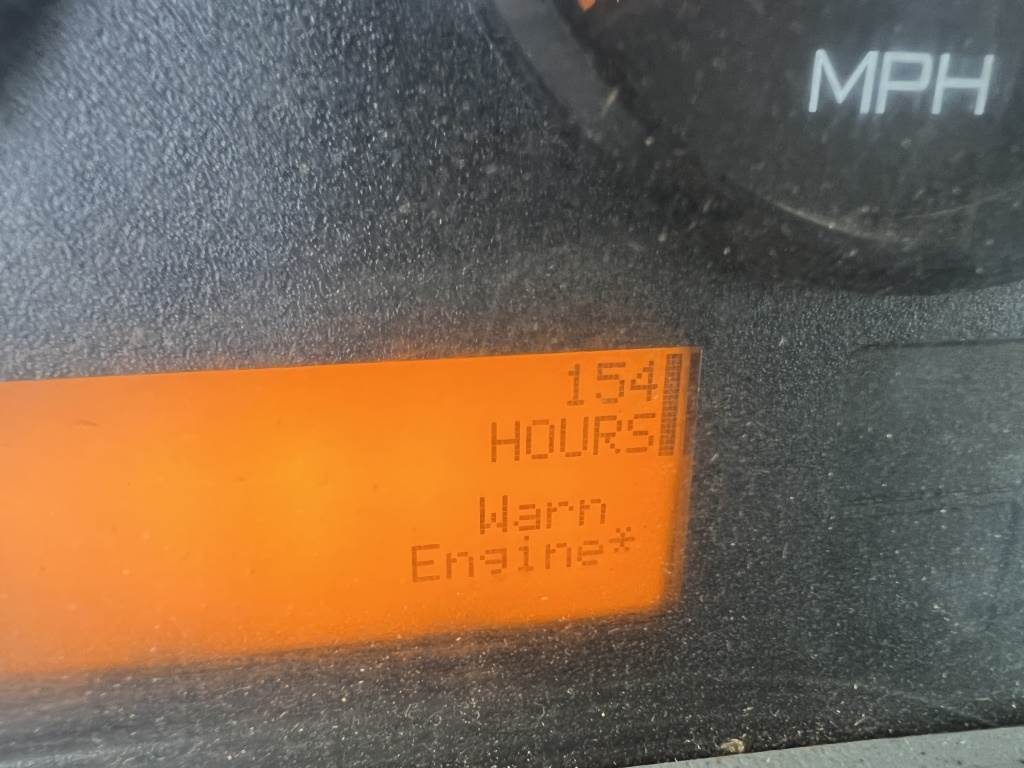 MPH
154
HOURS
Warn
Engine*